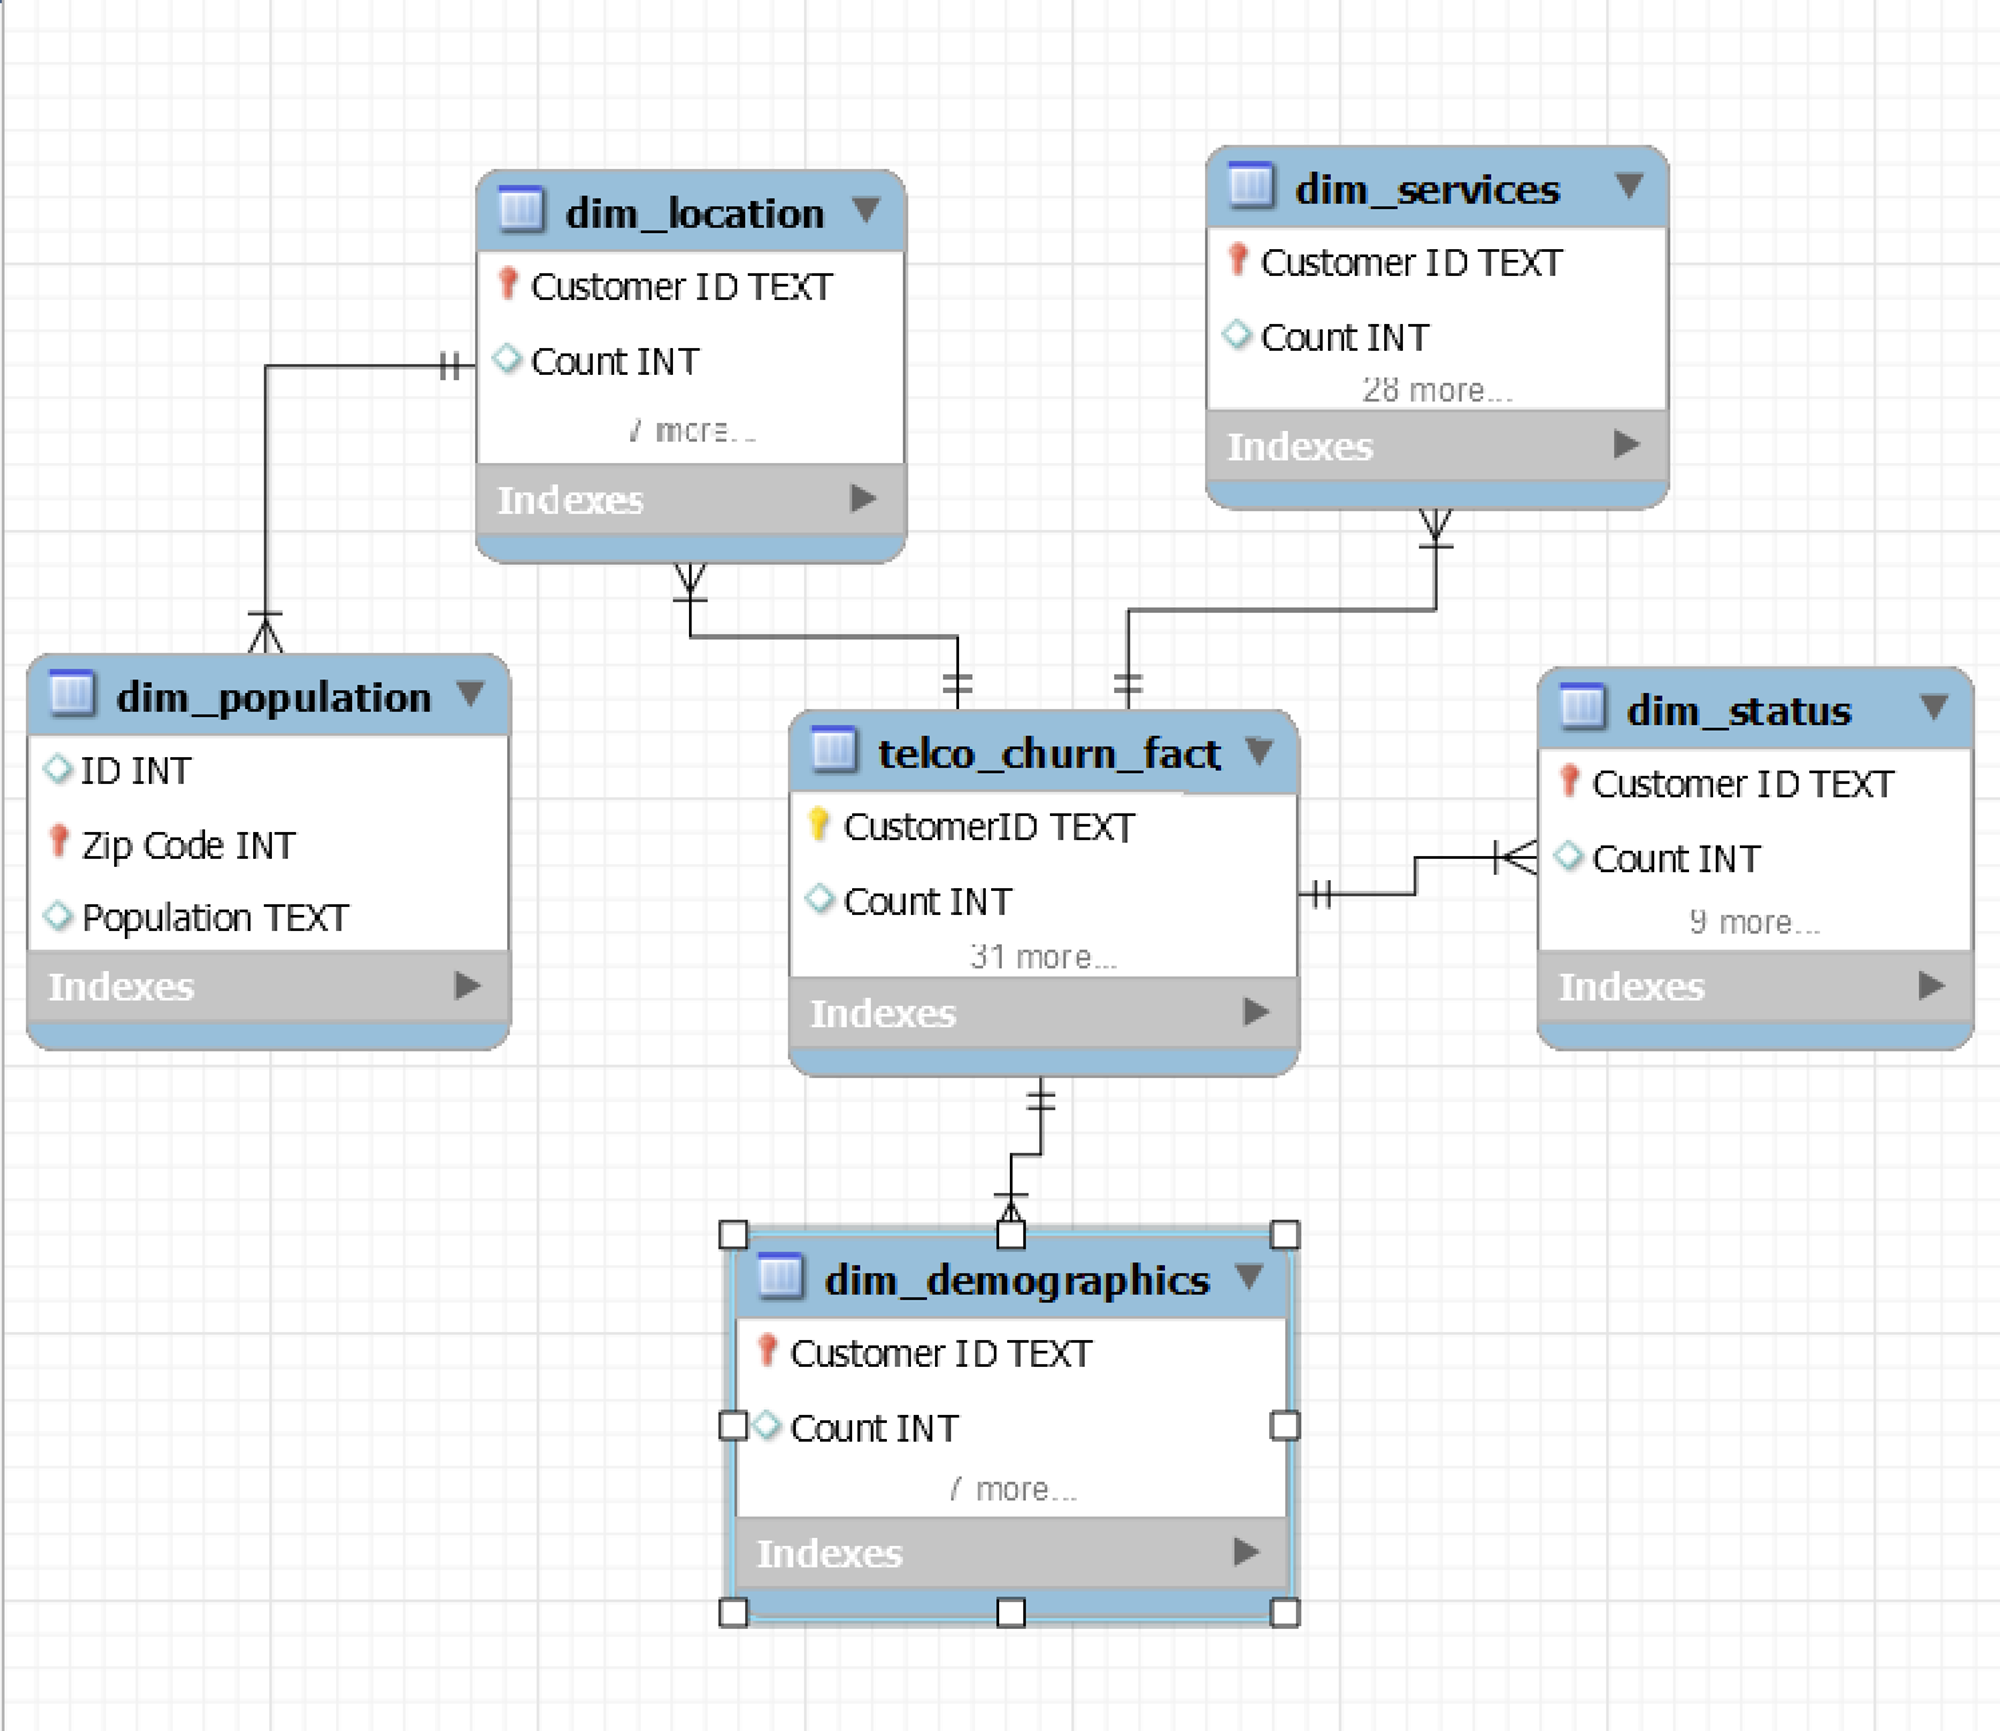 dim_location
Customer ID TEXT
Count INT
7 more...
Indexes
dim_services
Customer ID TEXT
Count INT
28 more...
Indexes
dim_population
ID INT
Zip Code INT
Population TEXT
Indexes
telco_churn_fact
CustomerID TEXT
Count INT
31 more...
Indexes
dim_status
Customer ID TEXT
Count INT
9 more...
Indexes
dim_demographics
Customer ID TEXT
Count INT
7 more...
Indexes